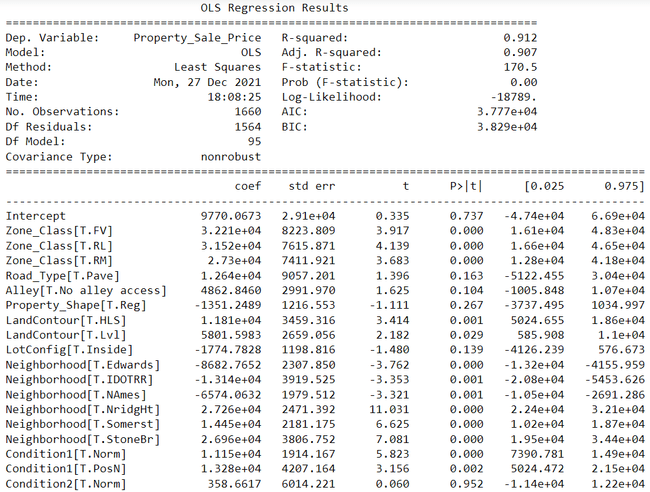 OLS Regression Results
==============================================================================
Dep. Variable: Property_Sale_Price R-squared: 0.912
Model: OLS Adj. R-squared: 0.907
Method: Least Squares F-statistic: 170.5
Date: Mon, 27 Dec 2021 Prob (F-statistic): 0.00
Time: 18:08:25 Log-Likelihood: -18789.
No. Observations: 1660 AIC: 3.777e+04
Df Residuals: 1564 BIC: 3.829e+04
Df Model: 95
Covariance Type: nonrobust
==============================================================================
coef std err t P>|t| [0.025 0.975]
------------------------------------------------------------------------------
Intercept 9770.0673 2.91e+04 0.335 0.737 -4.74e+04 6.69e+04
Zone_Class[T.FV] 3.221e+04 8223.809 3.917 0.000 1.61e+04 4.83e+04
Zone_Class[T.RL] 3.152e+04 7615.871 4.139 0.000 1.66e+04 4.65e+04
Zone_Class[T.RM] 2.73e+04 7411.921 3.683 0.000 1.28e+04 4.18e+04
Road_Type[T.Pave] 1.264e+04 9057.201 1.396 0.163 -5122.455 3.04e+04
Alley[T.No alley access] 4862.8460 2991.970 1.625 0.104 -1005.848 1.07e+04
Property_Shape[T.Reg] -1351.2489 1216.553 -1.111 0.267 -3737.495 1034.997
LandContour[T.HLS] 1.181e+04 3459.316 3.414 0.001 5024.655 1.86e+04
LandContour[T.Lvl] 5801.5983 2659.056 2.182 0.029 585.908 1.1e+04
LotConfig[T.Inside] -1774.7828 1198.816 -1.480 0.139 -4126.239 576.673
Neighborhood[T.Edwards] -8682.7652 2307.850 -3.762 0.000 -1.32e+04 -4155.959
Neighborhood[T.IDOTRR] -1.314e+04 3919.525 -3.353 0.001 -2.08e+04 -5453.626
Neighborhood[T.NAmes] -6574.0632 1979.512 -3.321 0.001 -1.05e+04 -2691.286
Neighborhood[T.NridgHt] 2.726e+04 2471.392 11.031 0.000 2.24e+04 3.21e+04
Neighborhood[T.Somerst] 1.445e+04 2181.175 6.625 0.000 1.02e+04 1.87e+04
Neighborhood[T.StoneBr] 2.696e+04 3806.752 7.081 0.000 1.95e+04 3.44e+04
Condition1[T.Norm] 1.115e+04 1914.167 5.823 0.000 7390.781 1.49e+04
Condition1[T.PosN] 1.328e+04 4207.164 3.156 0.002 5024.472 2.15e+04
Condition2[T.Norm] 358.6617 6014.221 0.060 0.952 -1.14e+04 1.22e+04